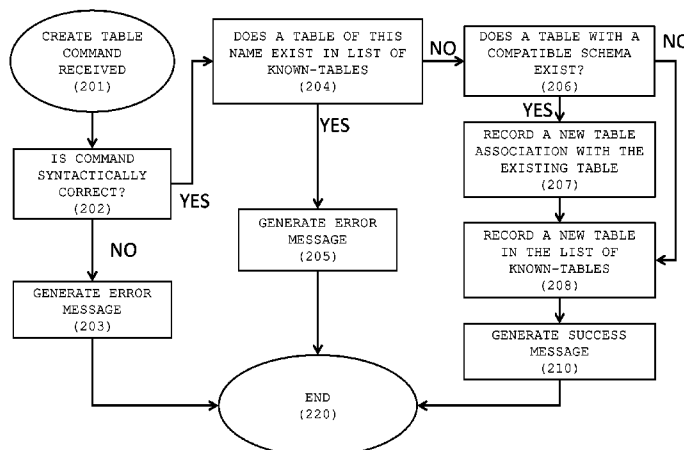 CREATE TABLE
COMMAND
RECEIVED
(201)
DOES A TABLE OF THIS
NAME EXIST IN LIST OF
KNOWN-TABLES
(204)
NO
DOES A TABLE WITH A
COMPATIBLE SCHEMA
EXIST?
(206)
NO
YES
YES
IS COMMAND
SYNTACTICALLY
CORRECT?
(202)
YES
RECORD A NEW TABLE
ASSOCIATION WITH THE
EXISTING TABLE
(207)
NO
GENERATE ERROR
MESSAGE
(205)
RECORD A NEW TABLE
IN THE LIST OF
KNOWN-TABLES
(208)
GENERATE ERROR
MESSAGE
(203)
GENERATE SUCCESS
MESSAGE
(210)
END
(220)